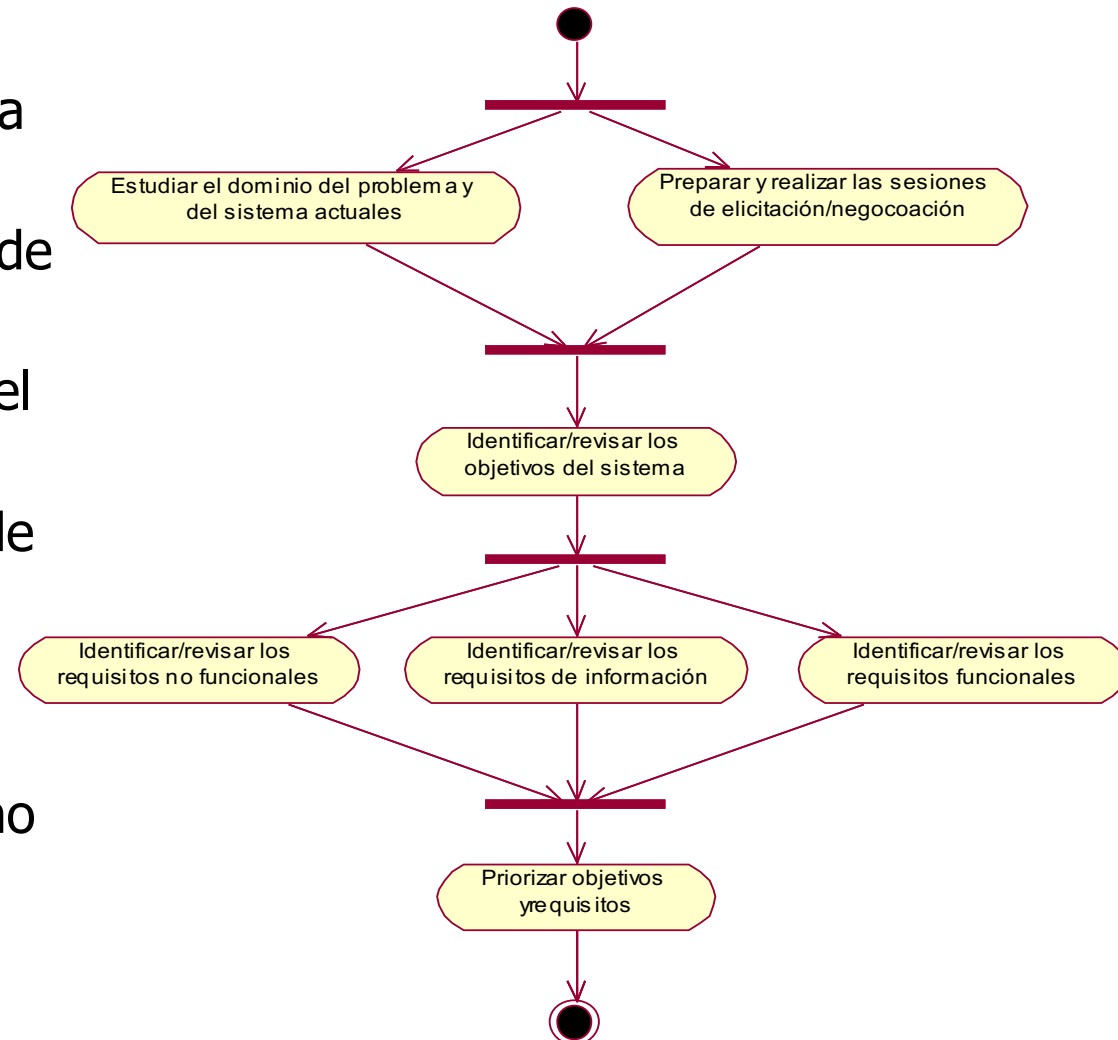 a
Estudiar el dominio del problema y
del sistema actuales
Preparar y realizar las sesiones
de elicitación/negocoación
de
el
Identificar/revisar los
objetivos del sistema
de
Identificar/revisar los
requisitos no funcionales
Identificar/revisar los
requisitos de información
Identificar/revisar los
requisitos funcionales
no
Priorizar objetivos
yrequisitos